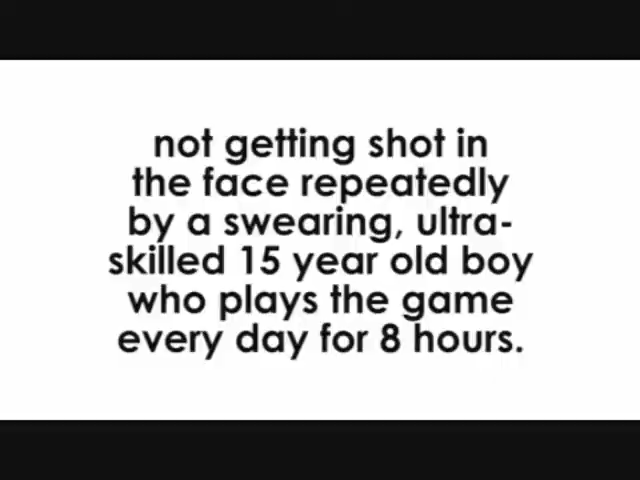 not getting shot in
the face repeatedly
by a swearing, ultra-
skilled 15 year old boy
who plays the game
every day for 8 hours.